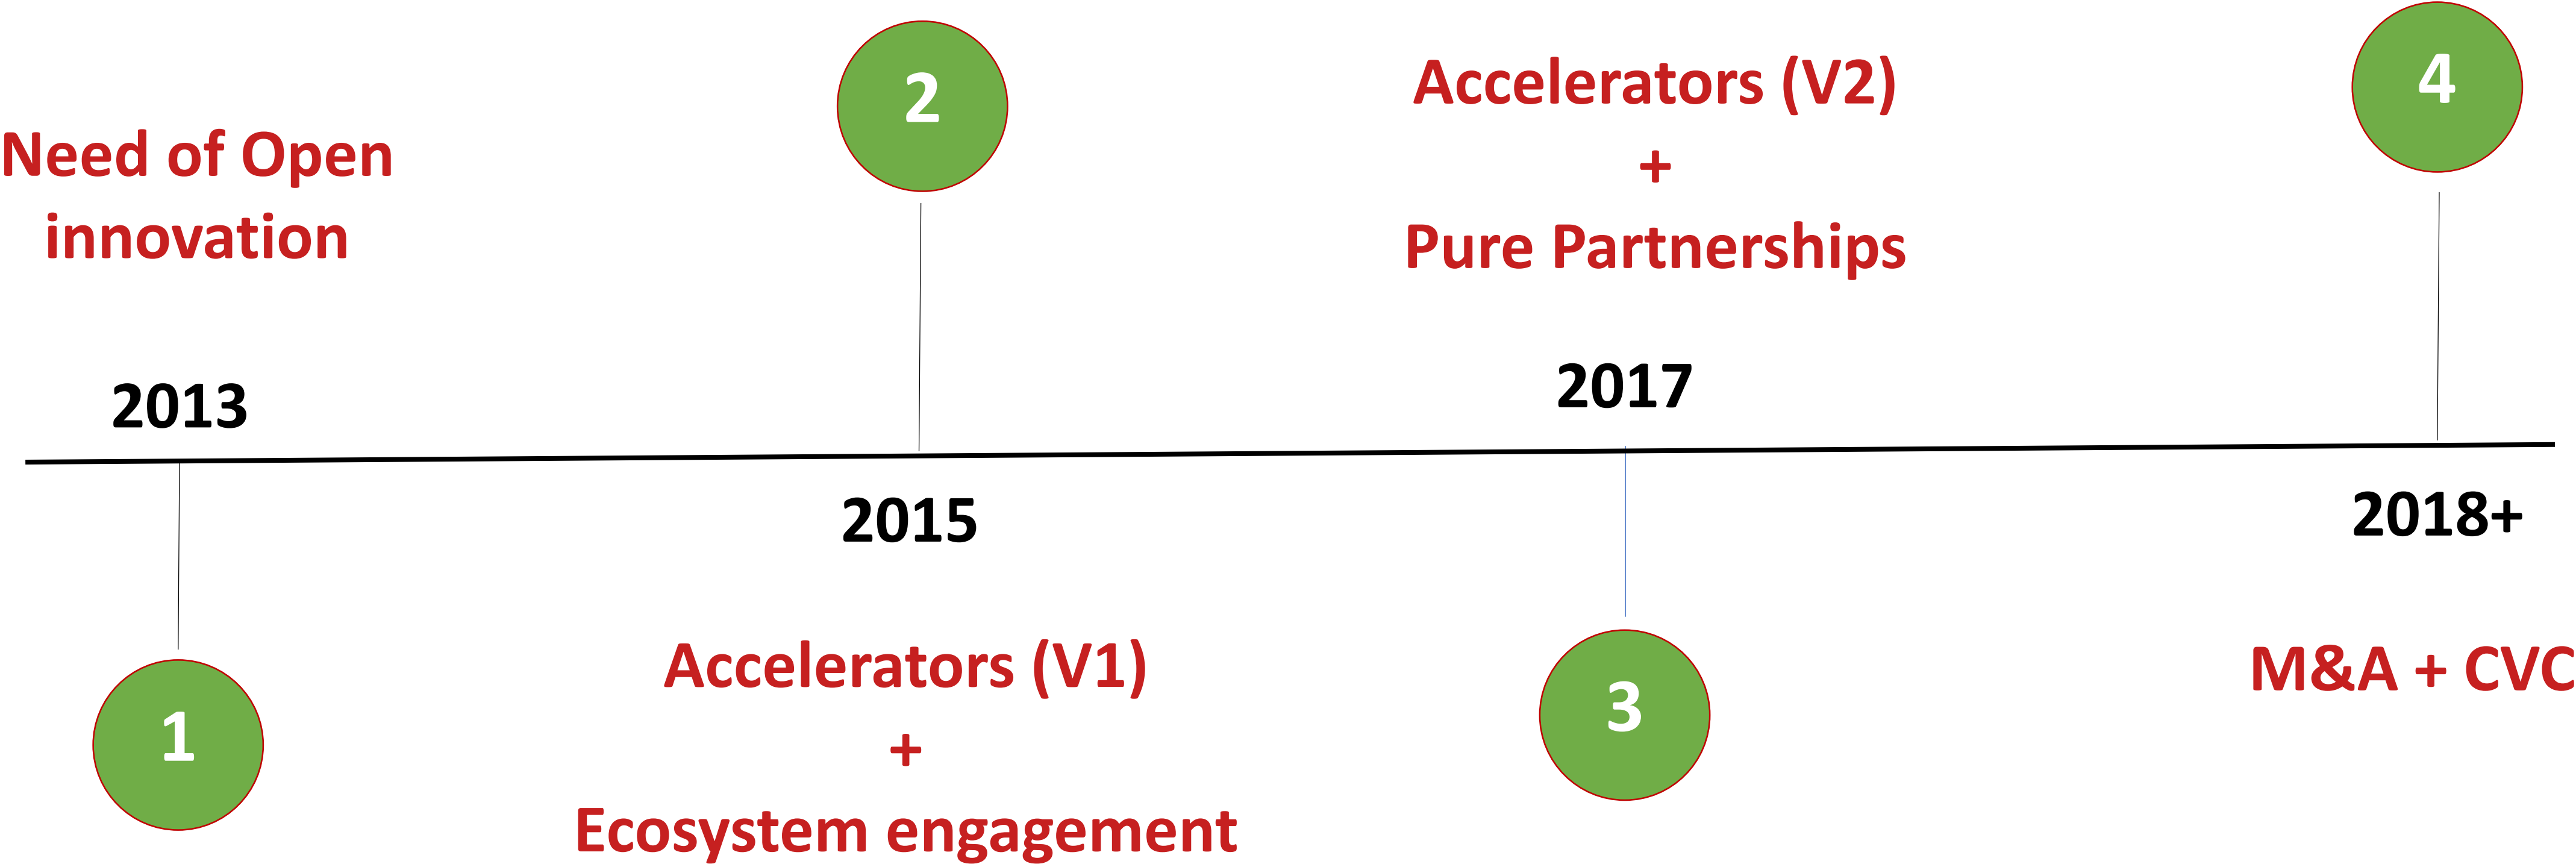 Need of Open
innovation
2013
1
2
2015
Accelerators (V1)
+
Ecosystem engagement
Accelerators (V2)
+
Pure Partnerships
2017
3
4
2018+
M&A + CVC